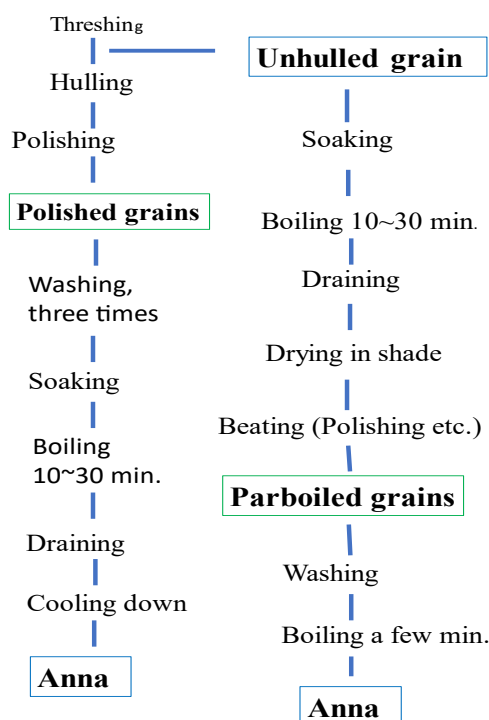 Threshing
Hulling
Polishing
Polished grains
Washing,
three times
Soaking
Boiling
10~30 min.
Draining
Cooling down
Anna
Unhulled grain
Soaking
Boiling 10~30 min.
Draining
Drying in shade
Beating (Polishing etc.)
Parboiled grains
Washing
Boiling a few min.
Anna